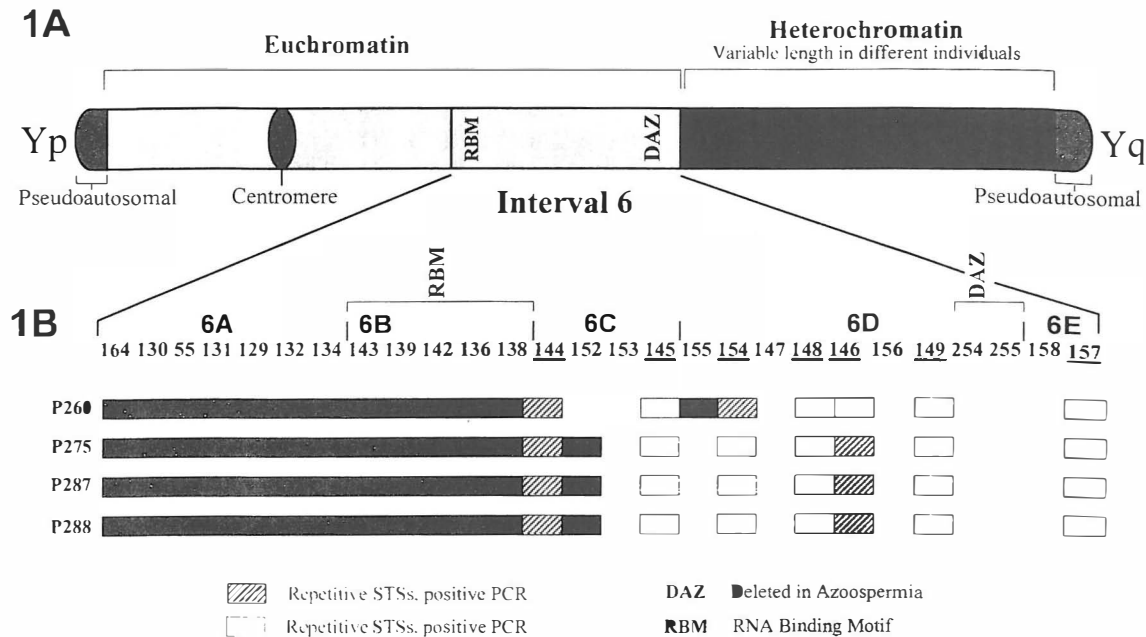 1A
Euchromatin
Heterochromatin
Variable length in different individuals
Yp
RBM
DAZ
Yq
Pseudoautosomal
Centromere
Interval 6
Pseudoautosomal
RBM
DAZ
1B
6A 6B 6C 6D 6E
164 130 55 131 129 132 134 143 139 142 136 138 144 152 153 145 155 154 147 148 146 156 149 254 255 158 157
P260
P275
P287
P288
Repetitive STSs, positive PCR
DAZ Deleted in Azoospermia
Repetitive STSs. positive PCR
RBM RNA Binding Motif